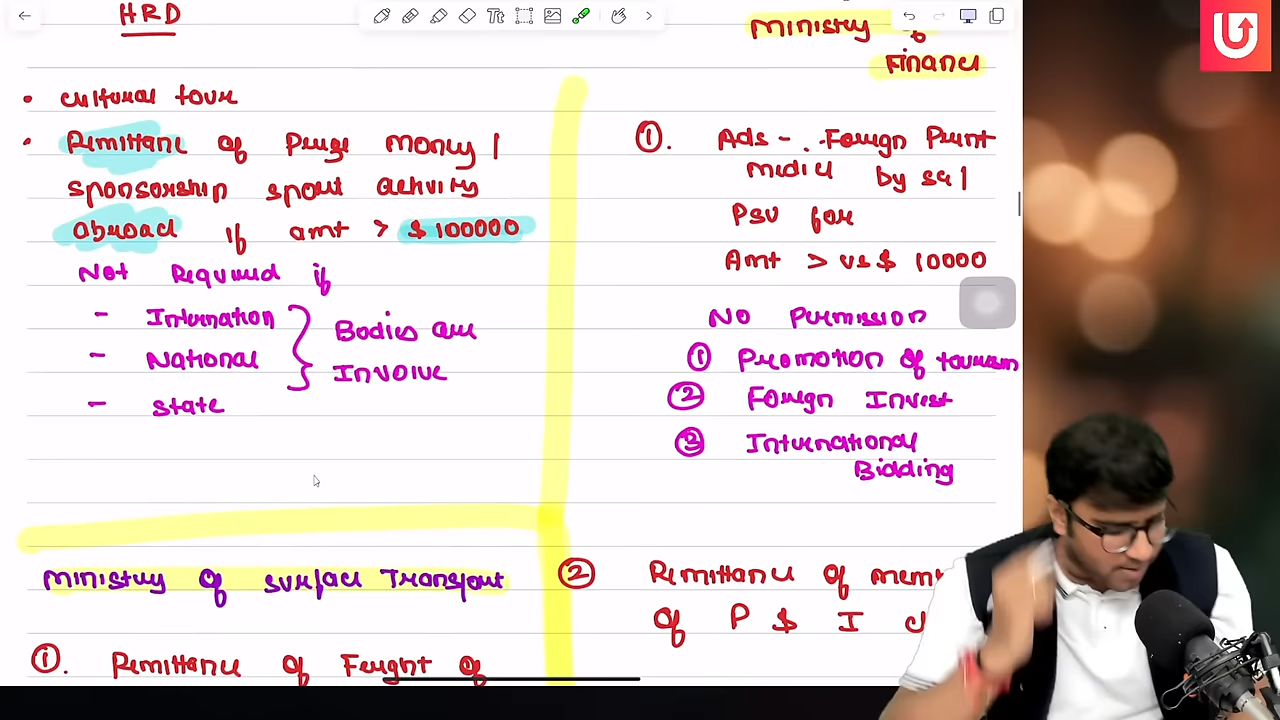 HRD
• Cultural tour
• Remittance of Prize Money /
sponsorship sport activity
abroad if amt > $ 100000
Not Required if
- Internation
- National
- State
Bodies are
Involve
Ministry of Surface Transport
①. Remittance of Freight of
Ministry of
Finance
①. Ads - Foreign Print
Media by SG /
PSU for
Amt > US $ 10000
No Permission
① Promotion of tourism
② Foreign Invest
③ International
Bidding
② Remittance of
of P $ I
Tt